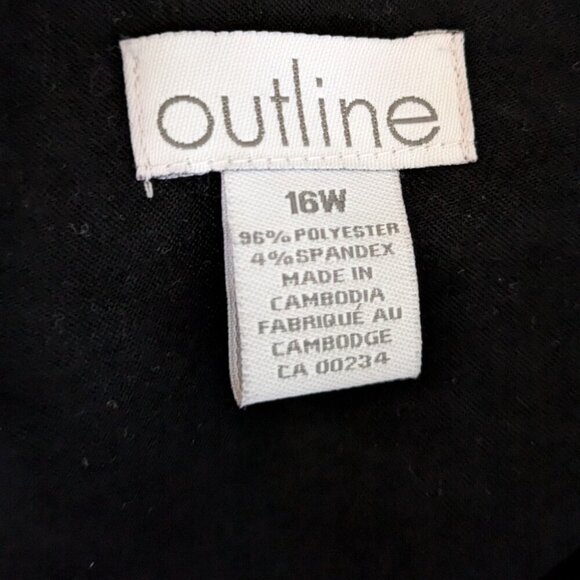 outline
16W
96% POLYESTER
4% SPANDEX
MADE IN
CAMBODIA
FABRIQUÉ AU
CAMBODGE
CA 00234